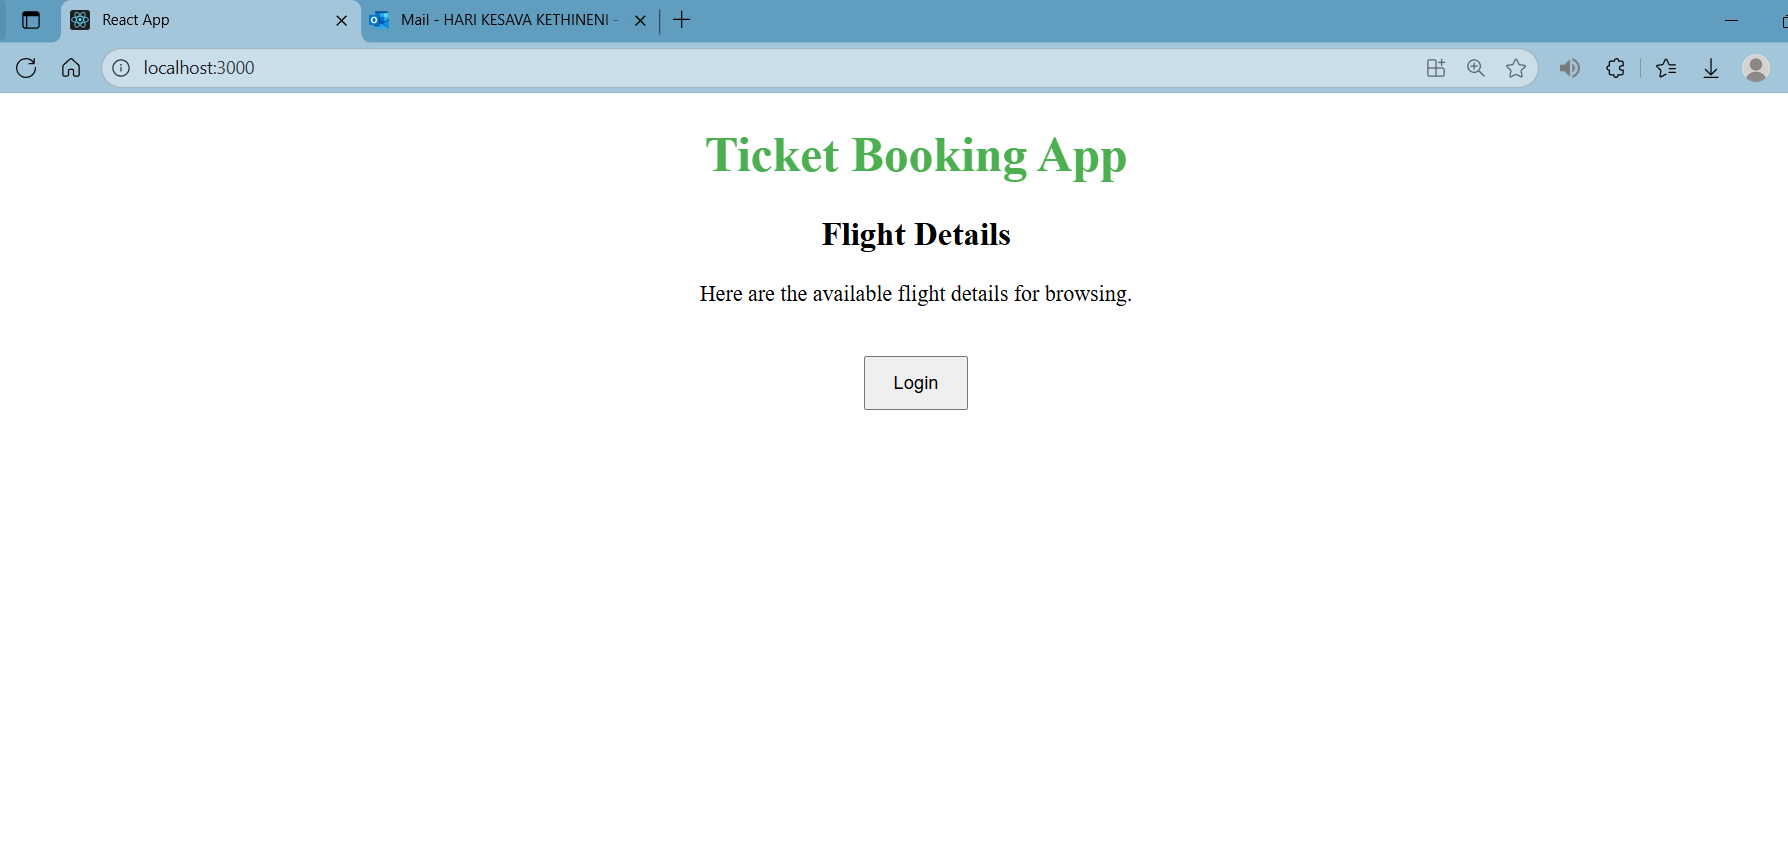 React App
Mail - HARI KESAVA KETHINENI -
localhost:3000
Ticket Booking App
Flight Details
Here are the available flight details for browsing.
Login